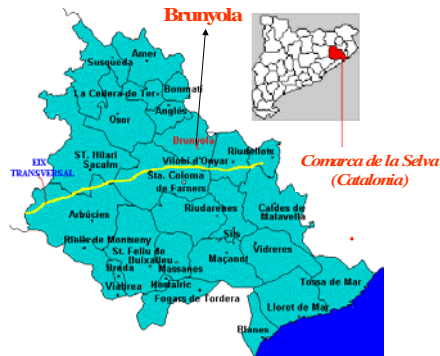 Brunyola
Amer
Susqueda
La Cellera de Ter
Bonmatí
Anglès
Osor
Brunyola
Riudellots
EIX
TRANSVERSAL
ST. Hilari
Sacalm
Vilobí d'Onyar
Sta. Coloma
de Farners
Comarca de la Selva
(Catalonia)
Arbúcies
Riudarenes
Caldes de
Malavella
Riells de Montseny
Sils
St. Feliu de
Buixalleu
Vidreres
Maçanet
Breda
Massanes
Viabrea
Hostalric
Fogars de Tordera
Tossa de Mar
Lloret de Mar
Blanes